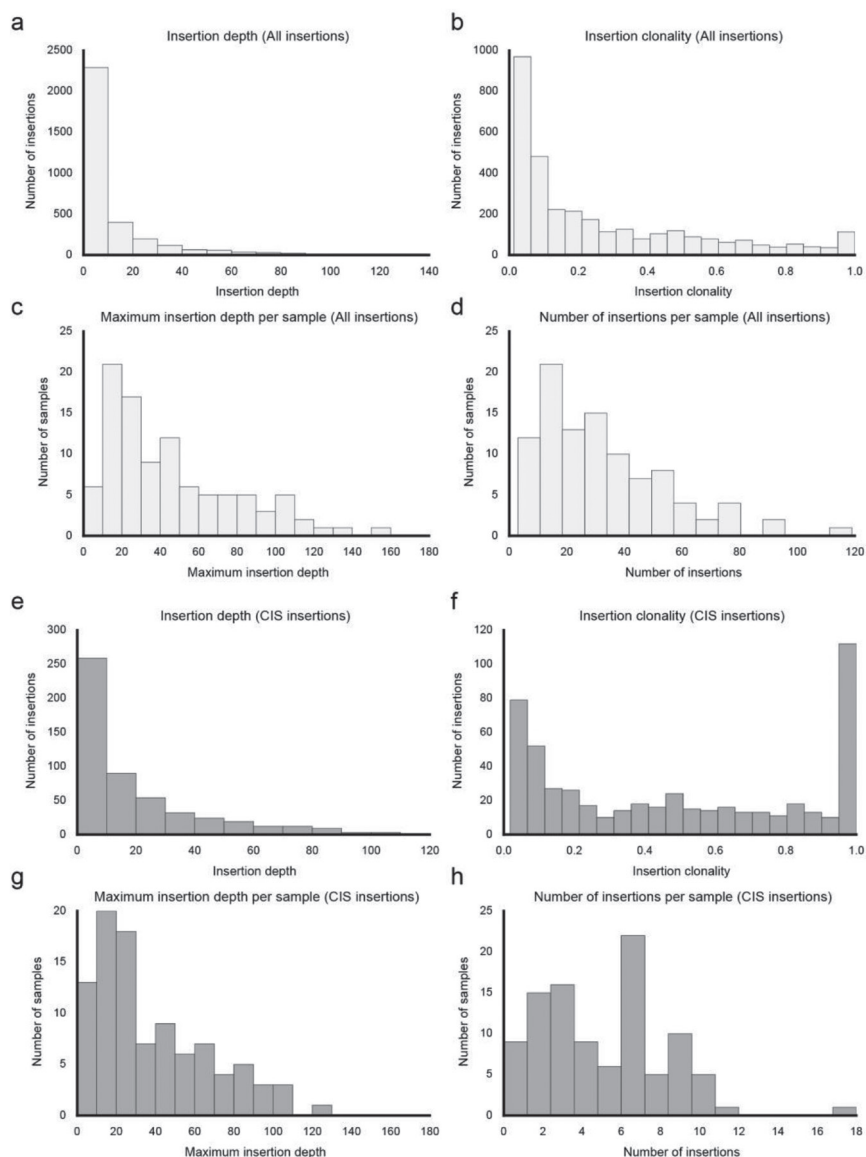 a
Insertion depth (All insertions)
Number of insertions
2500
2000
1500
1000
500
0
0 20 40 60 80 100 120 140
Insertion depth
b
Insertion clonality (All insertions)
Number of insertions
1000
800
600
400
200
0
0.0 0.2 0.4 0.6 0.8 1.0
Insertion clonality
c
Maximum insertion depth per sample (All insertions)
Number of samples
25
20
15
10
5
0
0 20 40 60 80 100 120 140 160 180
Maximum insertion depth
d
Number of insertions per sample (All insertions)
Number of samples
25
20
15
10
5
0
0 20 40 60 80 100 120
Number of insertions
e
Insertion depth (CIS insertions)
Number of insertions
300
250
200
150
100
50
0
0 20 40 60 80 100 120
Insertion depth
f
Insertion clonality (CIS insertions)
Number of insertions
120
100
80
60
40
20
0
0.0 0.2 0.4 0.6 0.8 1.0
Insertion clonality
g
Maximum insertion depth per sample (CIS insertions)
Number of samples
20
15
10
5
0
0 20 40 60 80 100 120 140 160 180
Maximum insertion depth
h
Number of insertions per sample (CIS insertions)
Number of samples
25
20
15
10
5
0
0 2 4 6 8 10 12 14 16 18
Number of insertions